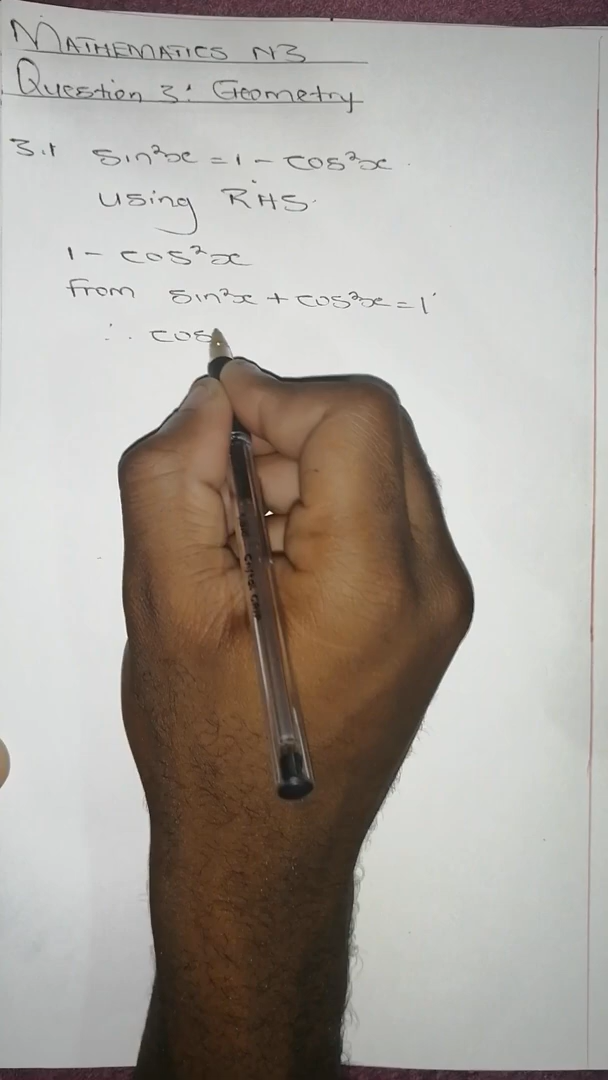 MATHEMATICS N3
Question 3: Geometry
3.1 sin²x = 1 - cos²x
using RHS
1 - cos²x
from sin²x + cos²x = 1
∴ cos